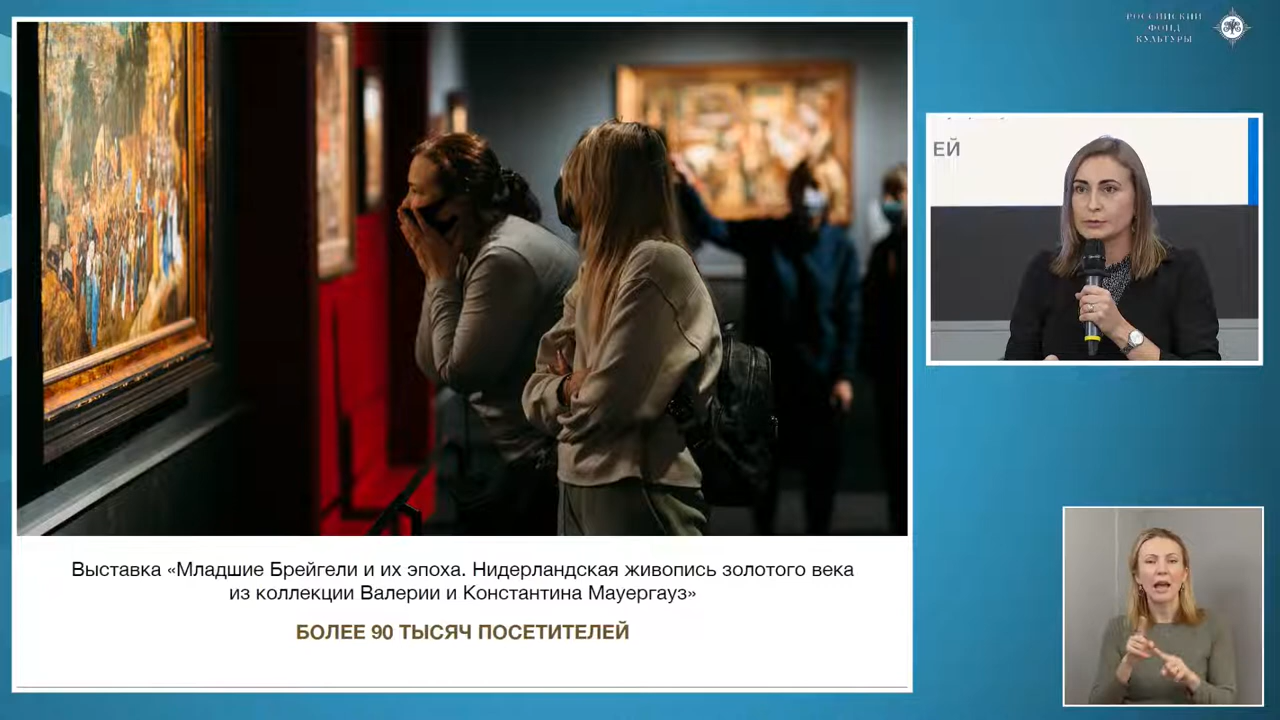 РОССИЙСКИЙ
ФОНД
КУЛЬТУРЫ
ЕЙ
Выставка «Младшие Брейгели и их эпоха. Нидерландская живопись золотого века
из коллекции Валерии и Константина Мауергауз»
БОЛЕЕ 90 ТЫСЯЧ ПОСЕТИТЕЛЕЙ